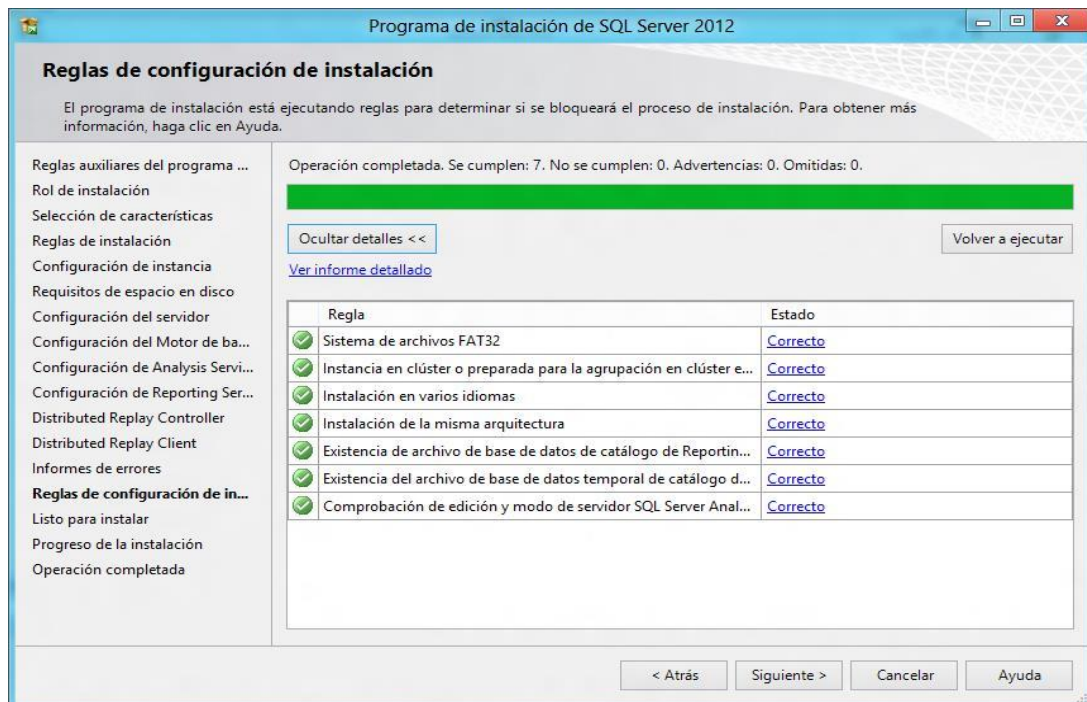 Programa de instalación de SQL Server 2012
Reglas de configuración de instalación
El programa de instalación está ejecutando reglas para determinar si se bloqueará el proceso de instalación. Para obtener más
información, haga clic en Ayuda.
Reglas auxiliares del programa ...
Rol de instalación
Selección de características
Reglas de instalación
Configuración de instancia
Requisitos de espacio en disco
Configuración del servidor
Configuración del Motor de ba...
Configuración de Analysis Servi...
Configuración de Reporting Ser...
Distributed Replay Controller
Distributed Replay Client
Informes de errores
Reglas de configuración de in...
Listo para instalar
Progreso de la instalación
Operación completada
Operación completada. Se cumplen: 7. No se cumplen: 0. Advertencias: 0. Omitidas: 0.
Ocultar detalles << Volver a ejecutar
Ver informe detallado
Regla Estado
Sistema de archivos FAT32 Correcto
Instancia en clúster o preparada para la agrupación en clúster e... Correcto
Instalación en varios idiomas Correcto
Instalación de la misma arquitectura Correcto
Existencia de archivo de base de datos de catálogo de Reportin... Correcto
Existencia del archivo de base de datos temporal de catálogo d... Correcto
Comprobación de edición y modo de servidor SQL Server Anal... Correcto
< Atrás Siguiente > Cancelar Ayuda